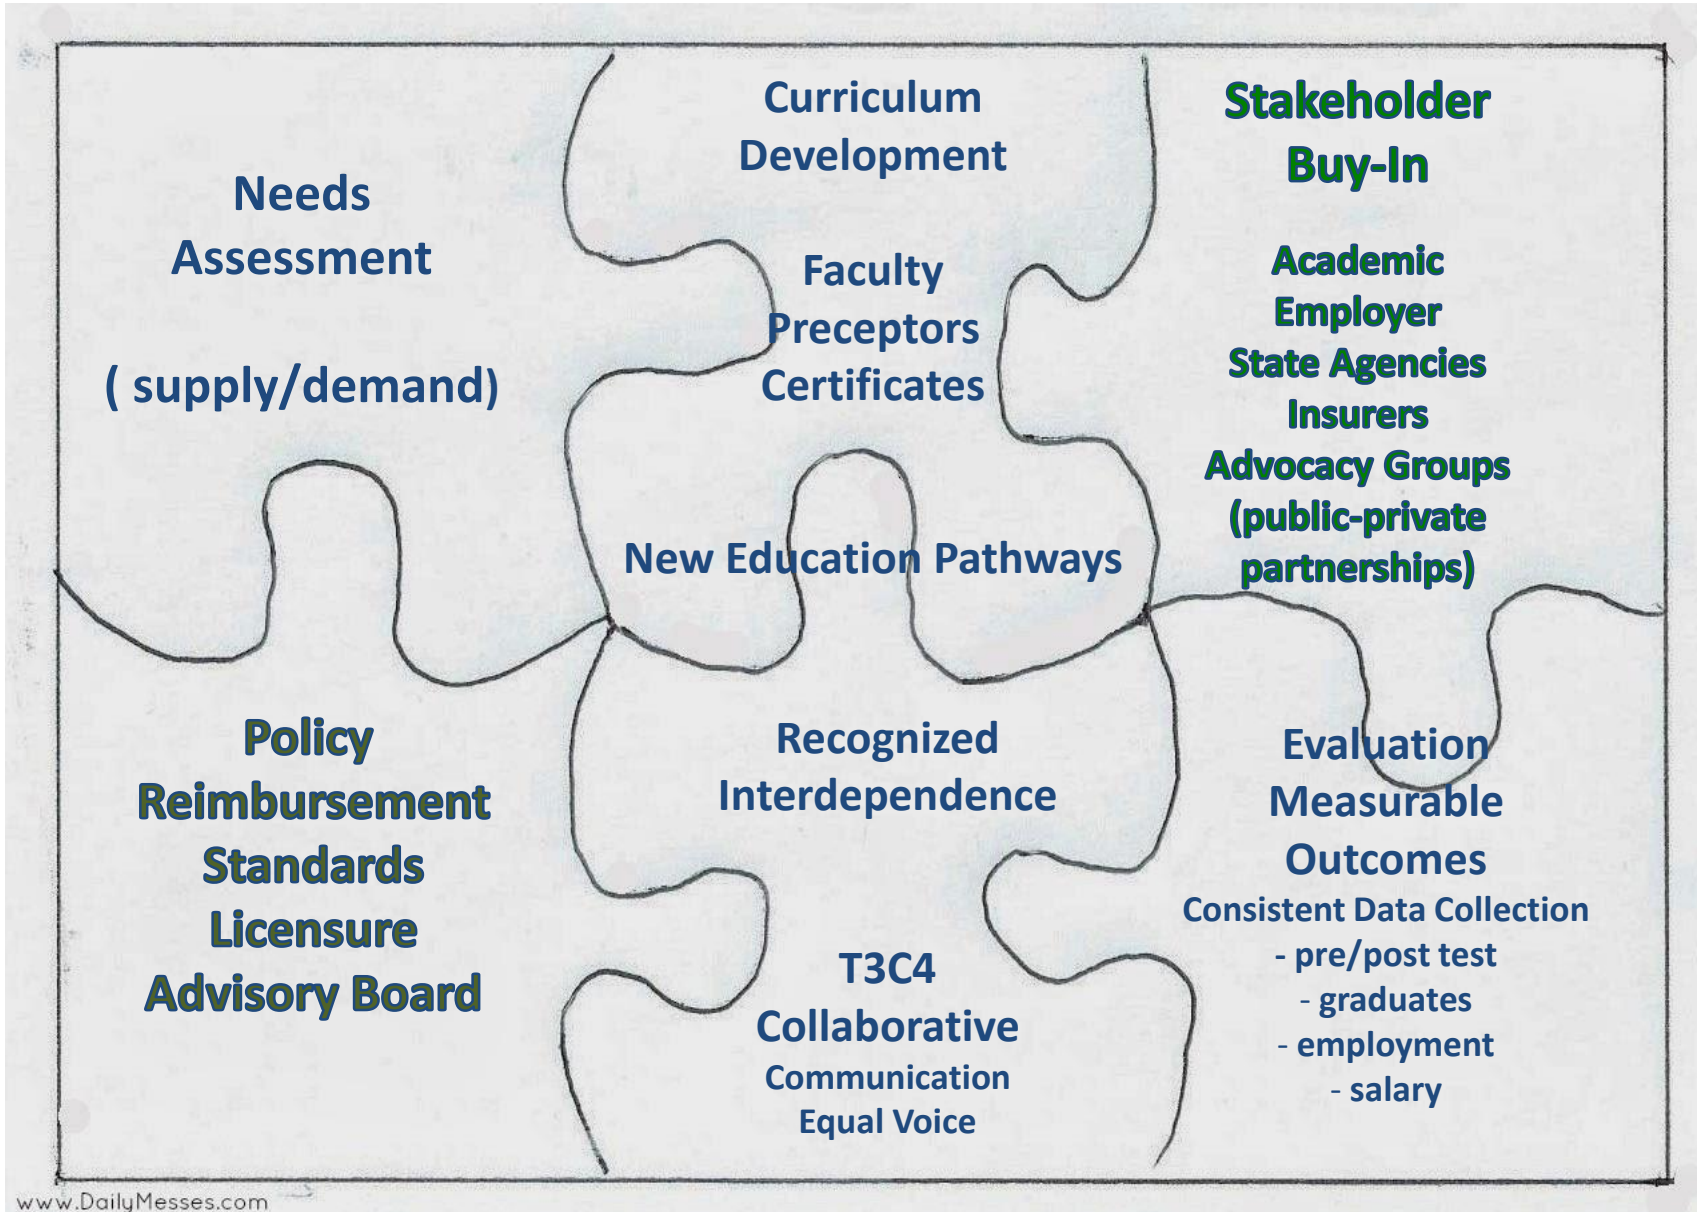 Needs
Assessment
( supply/demand)
Curriculum
Development
Faculty
Preceptors
Certificates
New Education Pathways
Stakeholder
Buy-In
Academic
Employer
State Agencies
Insurers
Advocacy Groups
(public-private
partnerships)
Policy
Reimbursement
Standards
Licensure
Advisory Board
Recognized
Interdependence
T3C4
Collaborative
Communication
Equal Voice
Evaluation
Measurable
Outcomes
Consistent Data Collection
- pre/post test
- graduates
- employment
- salary
www.DailyMesses.com